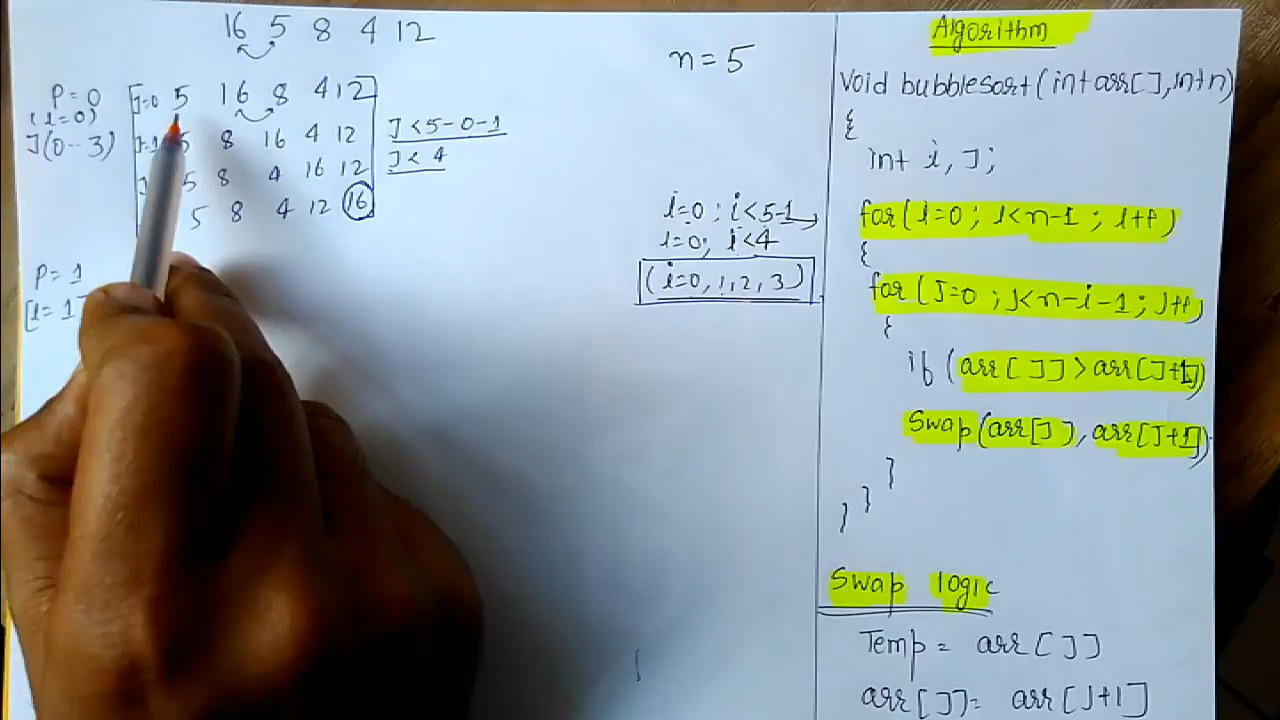 16 5 8 4 12
n=5
P=0
(i=0)
J(0--3)
J=0 5 16 8 4 12
J=1 5 8 16 4 12
J 5 8 4 16 12
5 8 4 12 16
J<5-0-1
J<4
P=1
[i=1]
i=0; i<5-1
i=0; i<4
(i=0, 1, 2, 3)
Algorithm
Void bubblesort(int arr[], int n)
{
int i, J;
for(i=0; i<n-1; i++)
{
for(J=0; J<n-i-1; J++)
{
if (arr[J]>arr[J+1])
Swap(arr[J), arr[J+1])
}
}
}
Swap logic
Temp= arr[J]
arr[J]= arr[J+1]